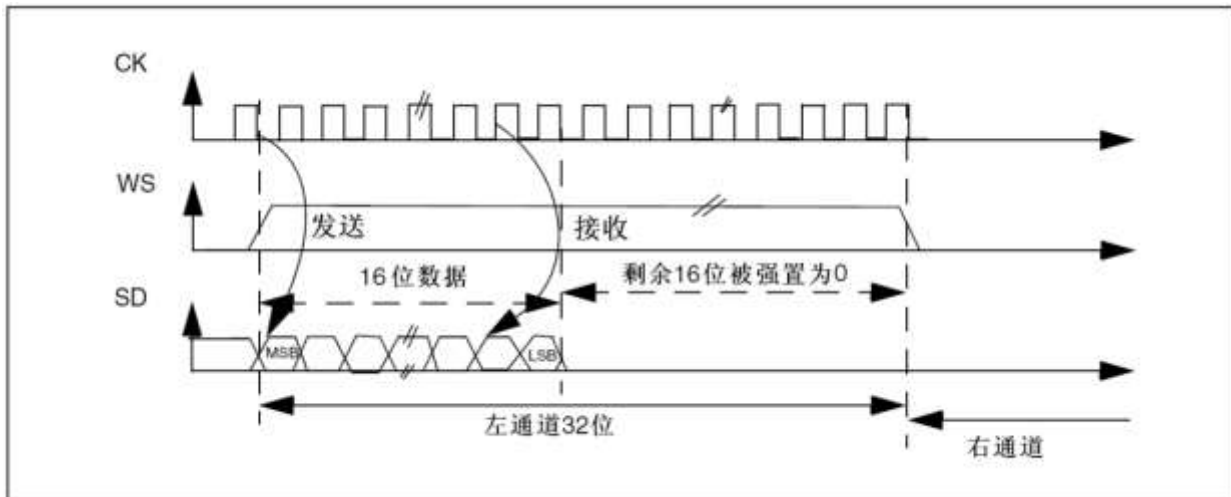 CK
WS
发送
接收
16位数据
剩余16位被强置为0
SD
MSB
LSB
左通道32位
右通道